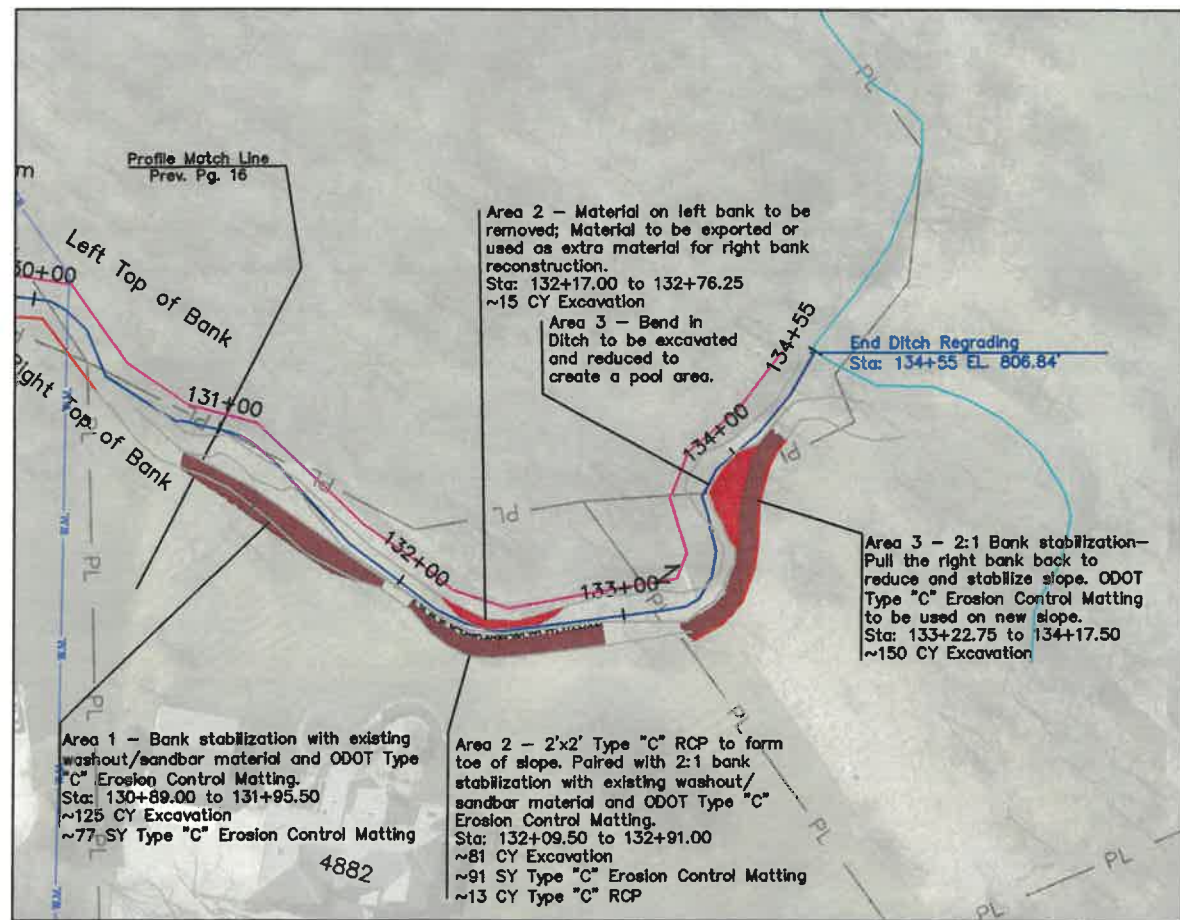 Profile Match Line
Prev. Pg. 16
m
Left Top of Bank
30+00
Right Top of Bank
131+00
132+00
133+00
134+00
134+55
Area 2 - Material on left bank to be
removed; Material to be exported or
used as extra material for right bank
reconstruction.
Sta: 132+17.00 to 132+76.25
~15 CY Excavation
Area 3 - Bend in
Ditch to be excavated
and reduced to
create a pool area.
End Ditch Regrading
Sta: 134+55 EL. 806.84'
Area 3 - 2:1 Bank stabilization-
Pull the right bank back to
reduce and stabilize slope. ODOT
Type "C" Erosion Control Matting
to be used on new slope.
Sta: 133+22.75 to 134+17.50
~150 CY Excavation
Area 1 - Bank stabilization with existing
washout/sandbar material and ODOT Type
"C" Erosion Control Matting.
Sta: 130+89.00 to 131+95.50
~125 CY Excavation
~77 SY Type "C" Erosion Control Matting
4882
Area 2 - 2'x2' Type "C" RCP to form
toe of slope. Paired with 2:1 bank
stabilization with existing washout/
sandbar material and ODOT Type "C"
Erosion Control Matting.
Sta: 132+09.50 to 132+91.00
~81 CY Excavation
~91 SY Type "C" Erosion Control Matting
~13 CY Type "C" RCP
PL
PL
PL
PL
PL
PL
PL
PL
PL
PL
PL
PL
PL